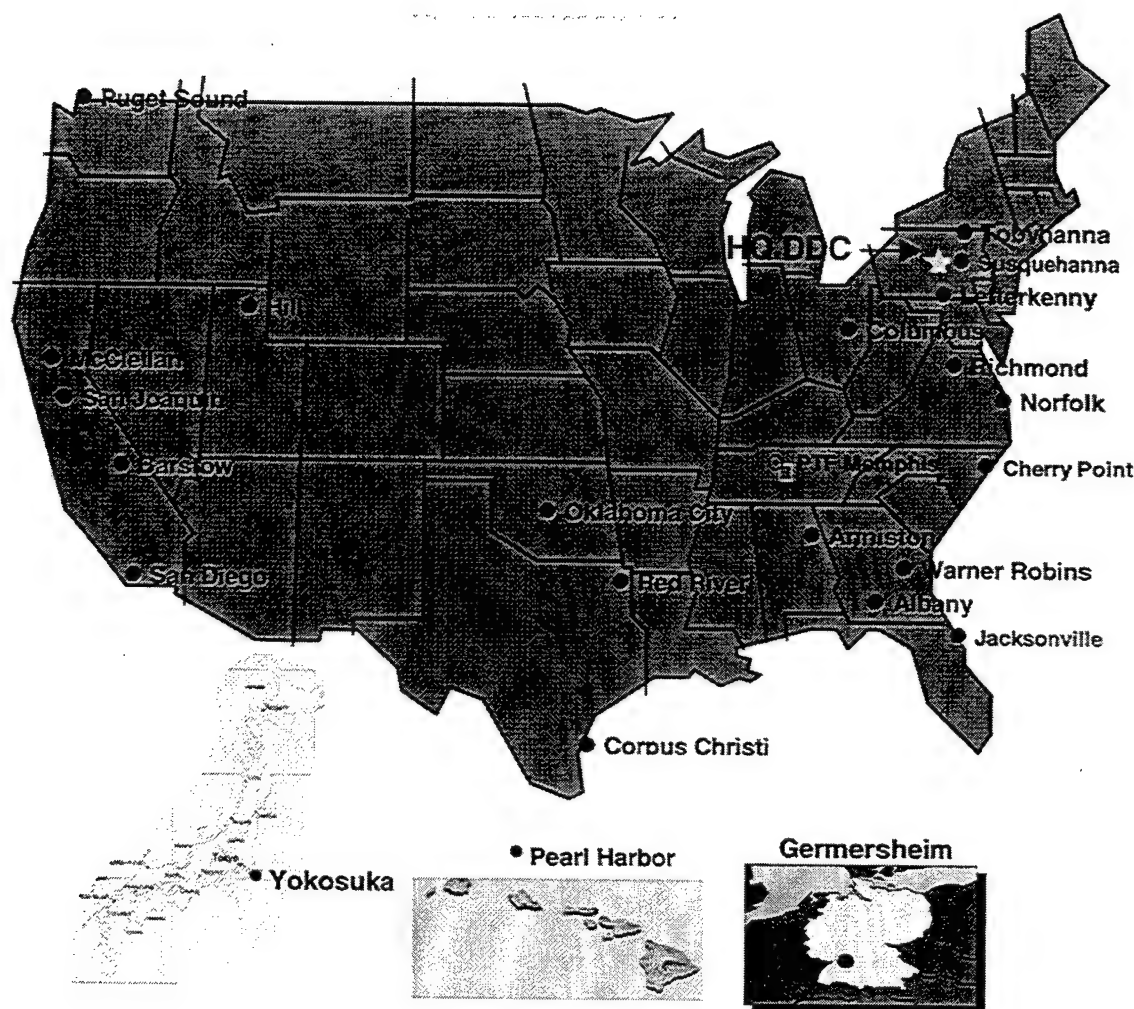 Puget Sound
Tobyhanna
HQ DDC
Susquehanna
Letterkenny
Hill
Columbus
McClellan
Richmond
San Joaquin
Norfolk
Barstow
PTF Memphis
Cherry Point
Oklahoma City
Anniston
San Diego
Warner Robins
Red River
Albany
Jacksonville
Corpus Christi
Pearl Harbor
Germersheim
Tokyo
Yokosuka